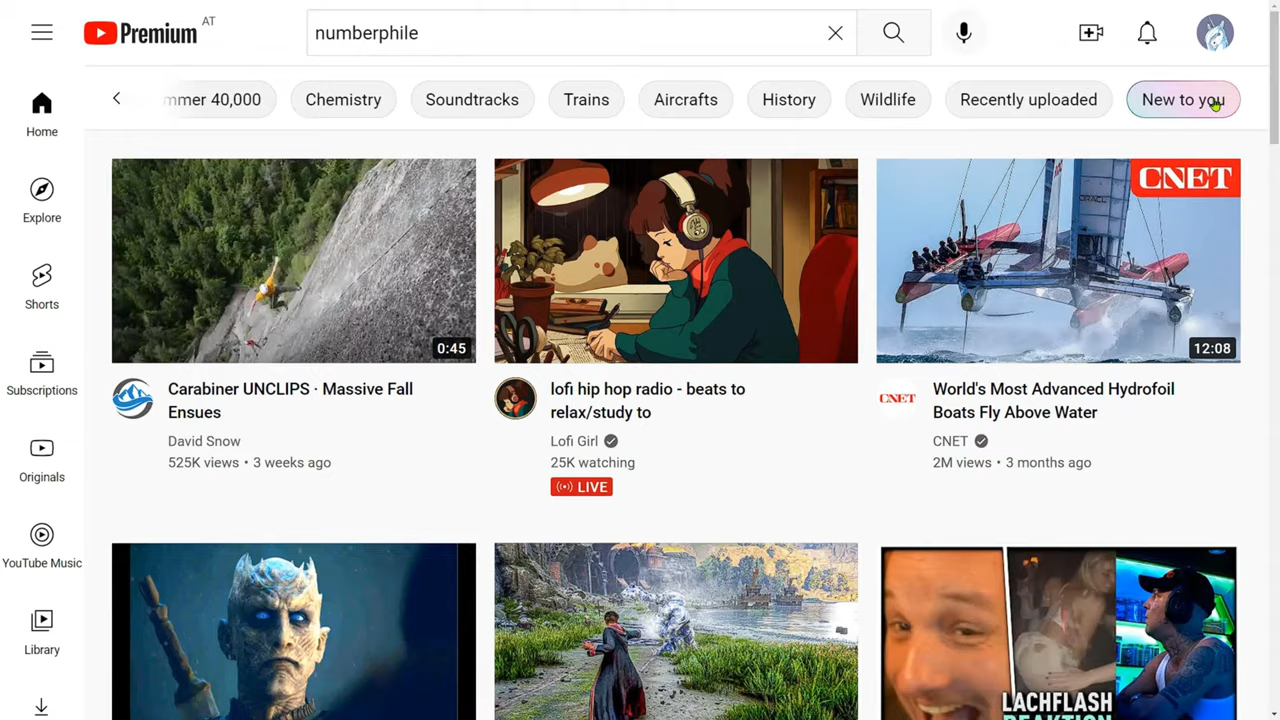 Premium AT
numberphile
mmer 40,000
Chemistry
Soundtracks
Trains
Aircrafts
History
Wildlife
Recently uploaded
New to you
Home
Explore
Shorts
Subscriptions
Originals
YouTube Music
Library
0:45
Carabiner UNCLIPS · Massive Fall
Ensues
David Snow
525K views • 3 weeks ago
lofi hip hop radio - beats to
relax/study to
Lofi Girl
25K watching
LIVE
CNET
12:08
CNET
World's Most Advanced Hydrofoil
Boats Fly Above Water
CNET
2M views • 3 months ago
LACHFLASH
REAKTION